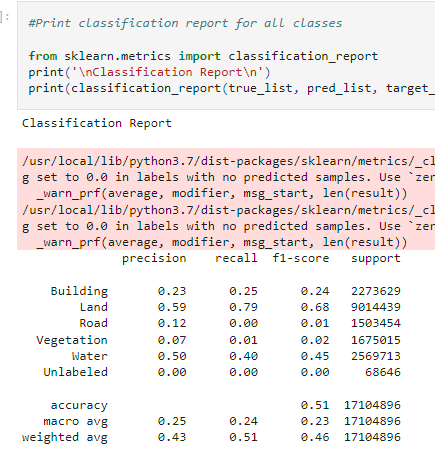 ]:
#Print classification report for all classes
from sklearn.metrics import classification_report
print('\nClassification Report\n')
print(classification_report(true_list, pred_list, target_
Classification Report
/usr/local/lib/python3.7/dist-packages/sklearn/metrics/_cl
g set to 0.0 in labels with no predicted samples. Use `zer
_warn_prf(average, modifier, msg_start, len(result))
/usr/local/lib/python3.7/dist-packages/sklearn/metrics/_cl
g set to 0.0 in labels with no predicted samples. Use `zer
_warn_prf(average, modifier, msg_start, len(result))
precision recall f1-score support
Building 0.23 0.25 0.24 2273629
Land 0.59 0.79 0.68 9014439
Road 0.12 0.00 0.01 1503454
Vegetation 0.07 0.01 0.02 1675015
Water 0.50 0.40 0.45 2569713
Unlabeled 0.00 0.00 0.00 68646
accuracy 0.51 17104896
macro avg 0.25 0.24 0.23 17104896
weighted avg 0.43 0.51 0.46 17104896